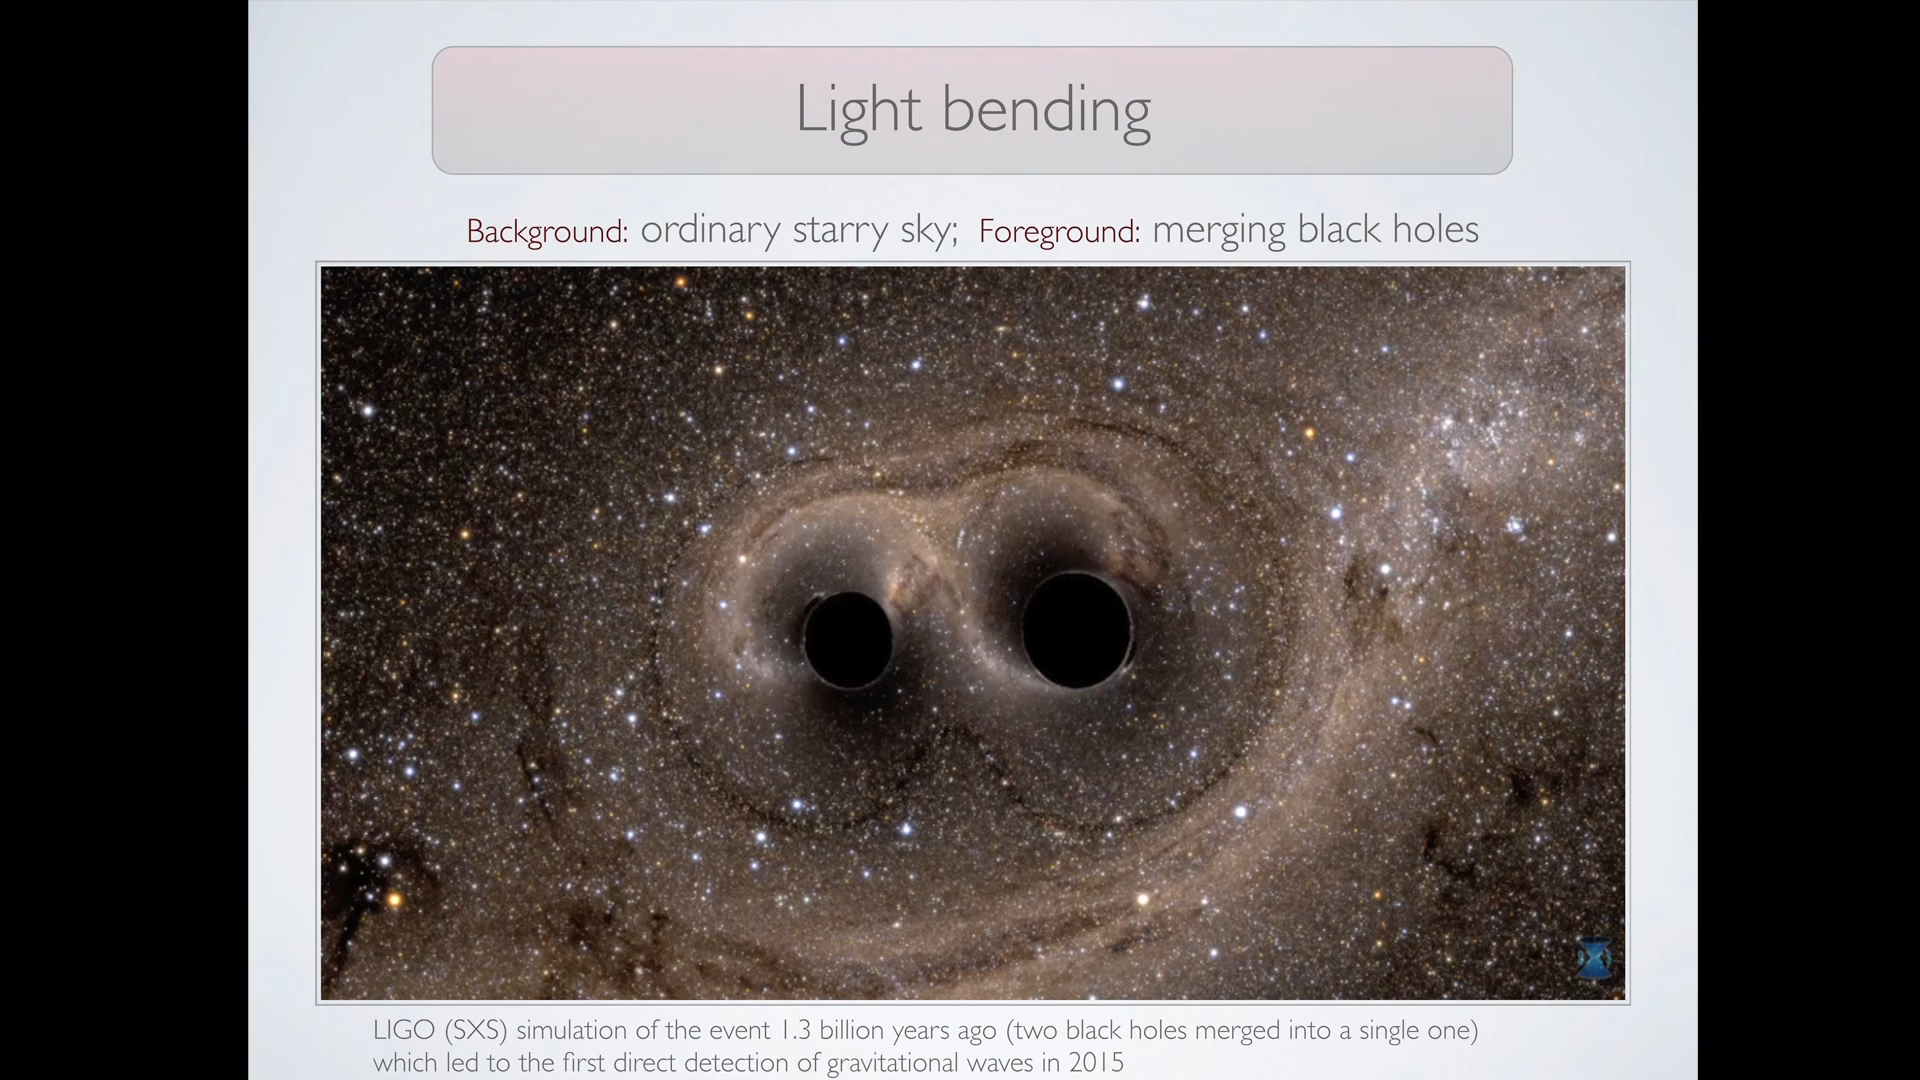 Light bending
Background: ordinary starry sky; Foreground: merging black holes
LIGO (SXS) simulation of the event 1.3 billion years ago (two black holes merged into a single one)
which led to the first direct detection of gravitational waves in 2015